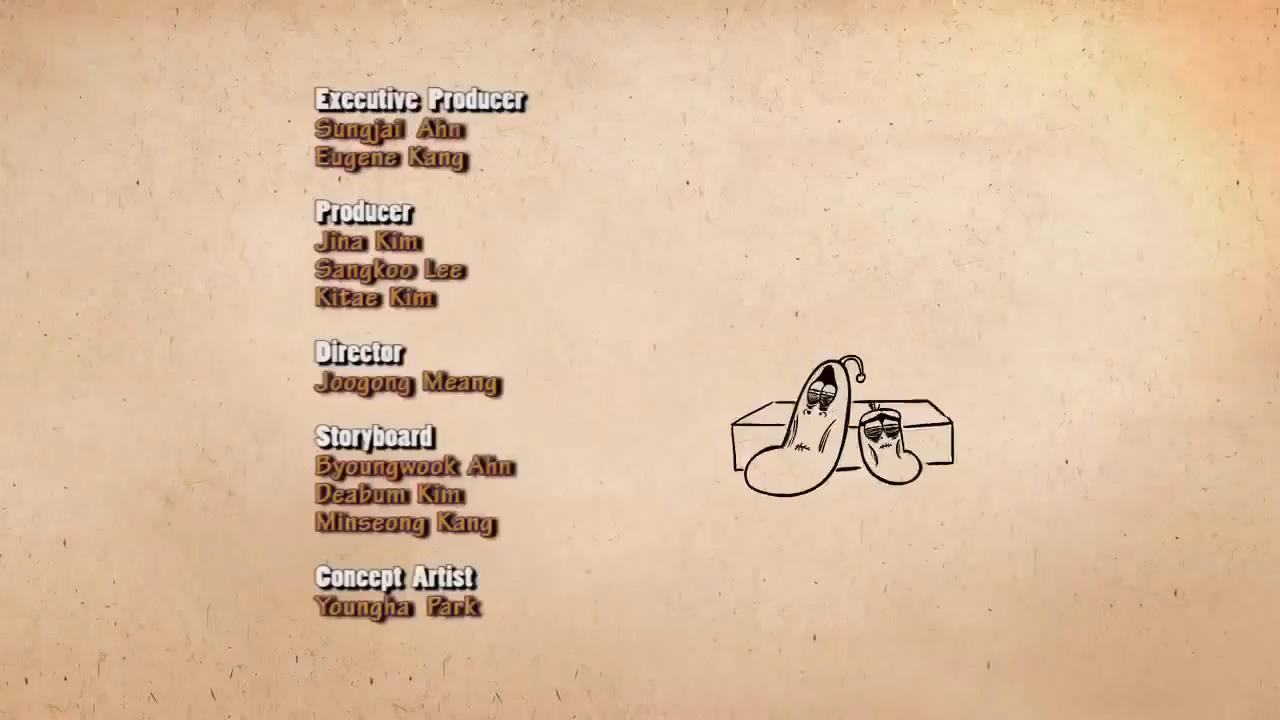 Executive Producer
Sungjai Ahn
Eugene Kang
Producer
Jina Kim
Sangkoo Lee
Kitae Kim
Director
Joogong Meang
Storyboard
Byoungwook Ahn
Deabum Kim
Minseong Kang
Concept Artist
Youngha Park